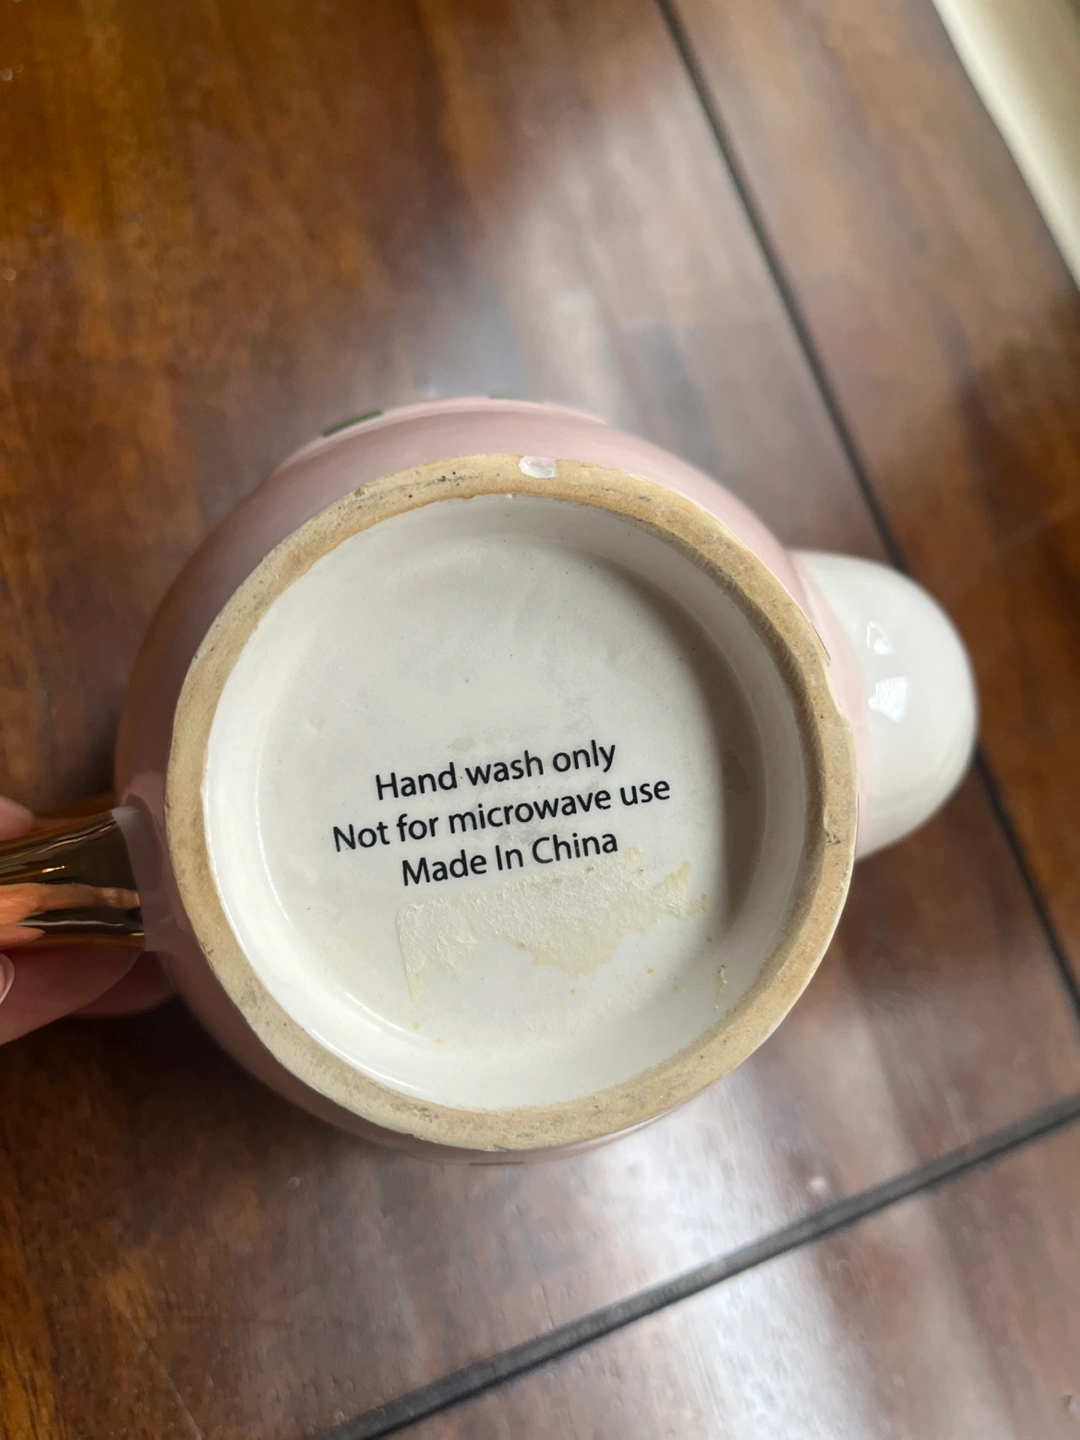 Hand wash only
Not for microwave use
Made In China